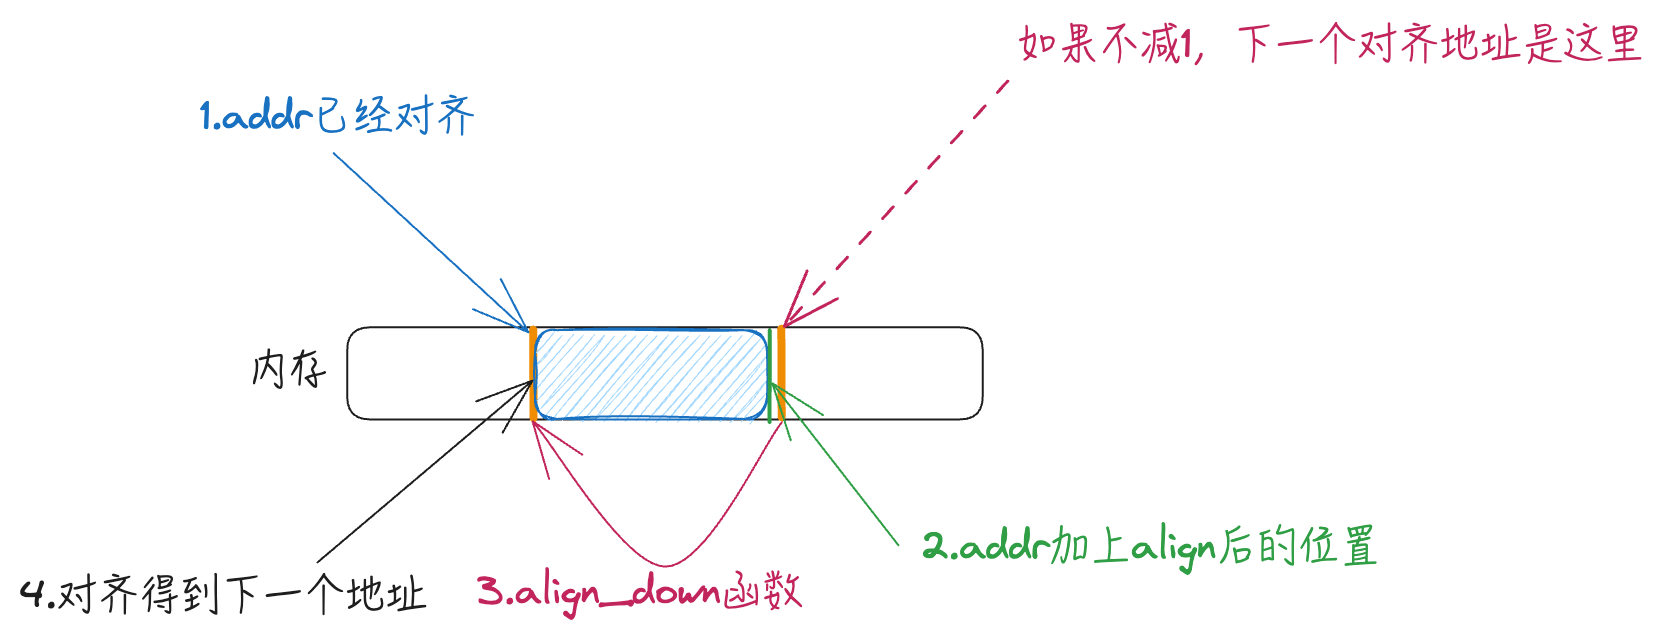 如果不减1，下一个对齐地址是这里
1.addr已经对齐
内存
2.addr加上align后的位置
3.align_down函数
4.对齐得到下一个地址